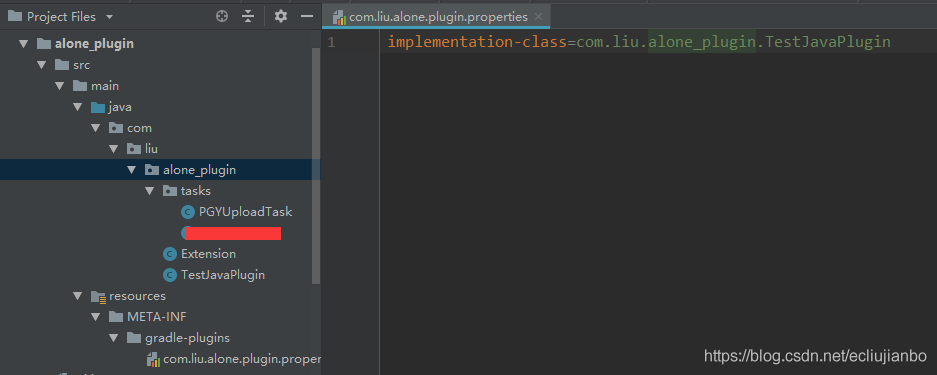 Project Files
com.liu.alone.plugin.properties
alone_plugin
src
main
java
com
liu
alone_plugin
tasks
PGYUploadTask
Extension
TestJavaPlugin
resources
META-INF
gradle-plugins
com.liu.alone.plugin.proper
1 implementation-class=com.liu.alone_plugin.TestJavaPlugin
https://blog.csdn.net/ecliujianbo